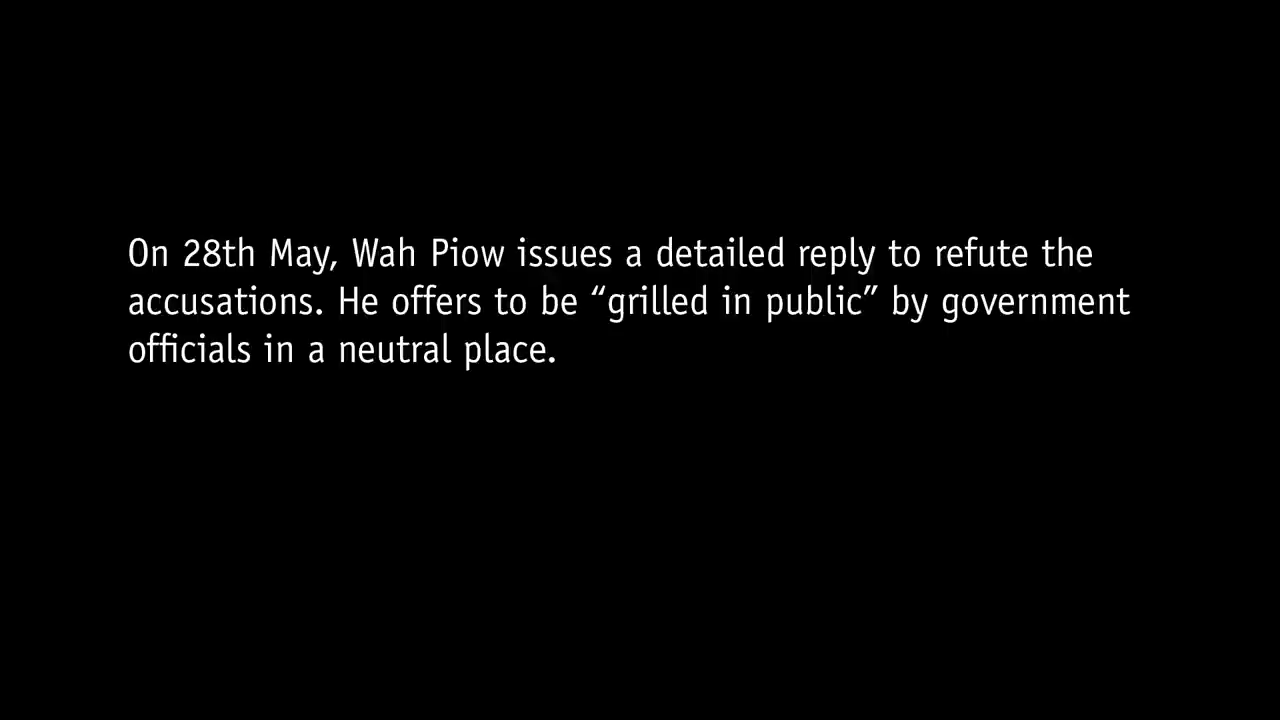 On 28th May, Wah Piow issues a detailed reply to refute the
accusations. He offers to be “grilled in public” by government
officials in a neutral place.